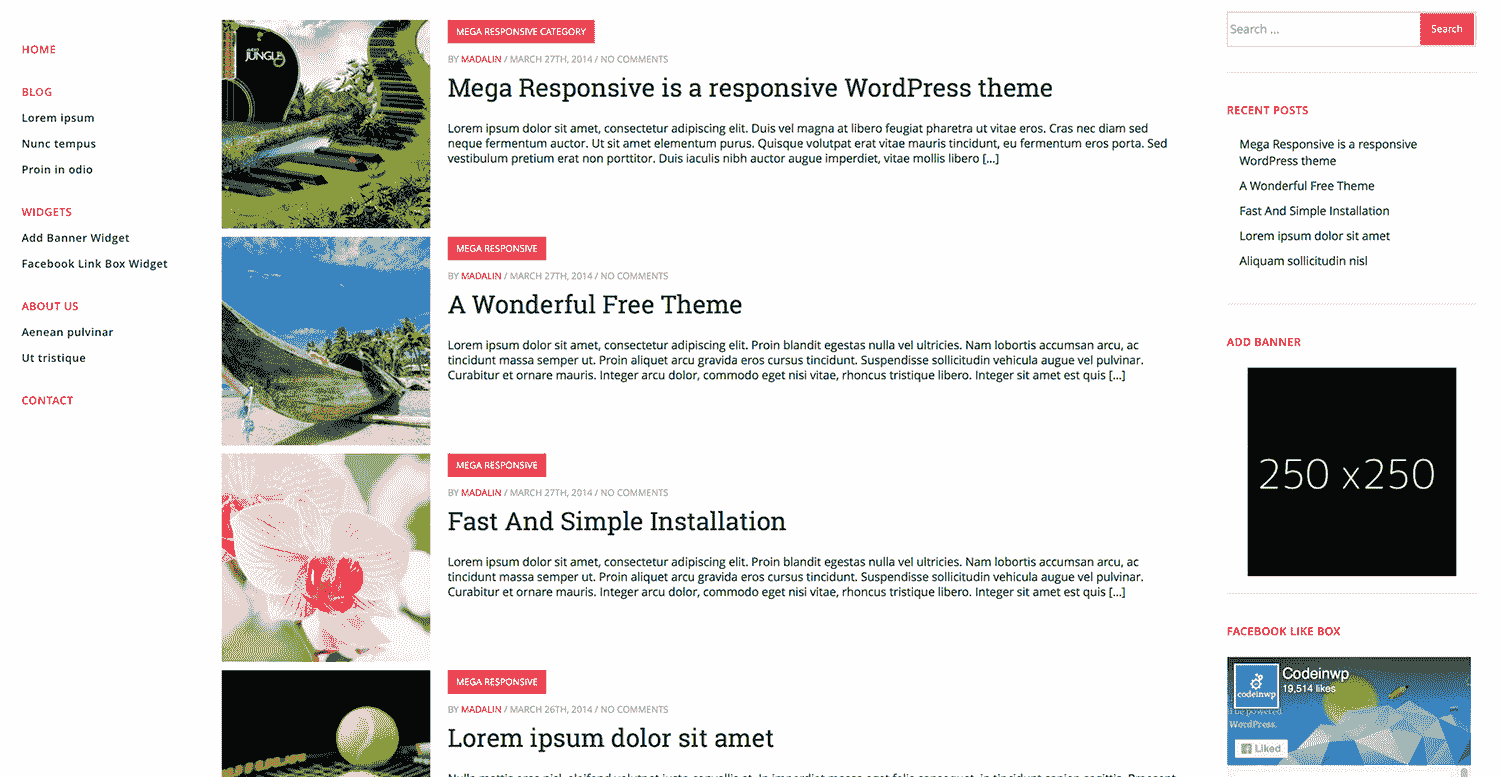 HOME
BLOG
Lorem ipsum
Nunc tempus
Proin in odio
WIDGETS
Add Banner Widget
Facebook Link Box Widget
ABOUT US
Aenean pulvinar
Ut tristique
CONTACT
JUNGLE
MEGA RESPONSIVE CATEGORY
BY MADALIN / MARCH 27TH, 2014 / NO COMMENTS
Mega Responsive is a responsive WordPress theme
Lorem ipsum dolor sit amet, consectetur adipiscing elit. Duis vel magna at libero feugiat pharetra ut vitae eros. Cras nec diam sed
neque fermentum auctor. Ut sit amet elementum purus. Quisque volutpat erat vitae mauris tincidunt, eu fermentum eros porta. Sed
vestibulum pretium erat non porttitor. Duis iaculis nibh auctor augue imperdiet, vitae mollis libero [...]
MEGA RESPONSIVE
BY MADALIN / MARCH 27TH, 2014 / NO COMMENTS
A Wonderful Free Theme
Lorem ipsum dolor sit amet, consectetur adipiscing elit. Proin blandit egestas nulla vel ultricies. Nam lobortis accumsan arcu, ac
tincidunt massa semper ut. Proin aliquet arcu gravida eros cursus tincidunt. Suspendisse sollicitudin vehicula augue vel pulvinar.
Curabitur et ornare mauris. Integer arcu dolor, commodo eget nisi vitae, rhoncus tristique libero. Integer sit amet est quis [...]
MEGA RESPONSIVE
BY MADALIN / MARCH 27TH, 2014 / NO COMMENTS
Fast And Simple Installation
Lorem ipsum dolor sit amet, consectetur adipiscing elit. Proin blandit egestas nulla vel ultricies. Nam lobortis accumsan arcu, ac
tincidunt massa semper ut. Proin aliquet arcu gravida eros cursus tincidunt. Suspendisse sollicitudin vehicula augue vel pulvinar.
Curabitur et ornare mauris. Integer arcu dolor, commodo eget nisi vitae, rhoncus tristique libero. Integer sit amet est quis [...]
MEGA RESPONSIVE
BY MADALIN / MARCH 26TH, 2014 / NO COMMENTS
Lorem ipsum dolor sit amet
Search ... Search
RECENT POSTS
Mega Responsive is a responsive
WordPress theme
A Wonderful Free Theme
Fast And Simple Installation
Lorem ipsum dolor sit amet
Aliquam sollicitudin nisl
ADD BANNER
250 x250
FACEBOOK LIKE BOX
Codeinwp
19,514 likes
codeinwp
The powered
WordPress.
Liked